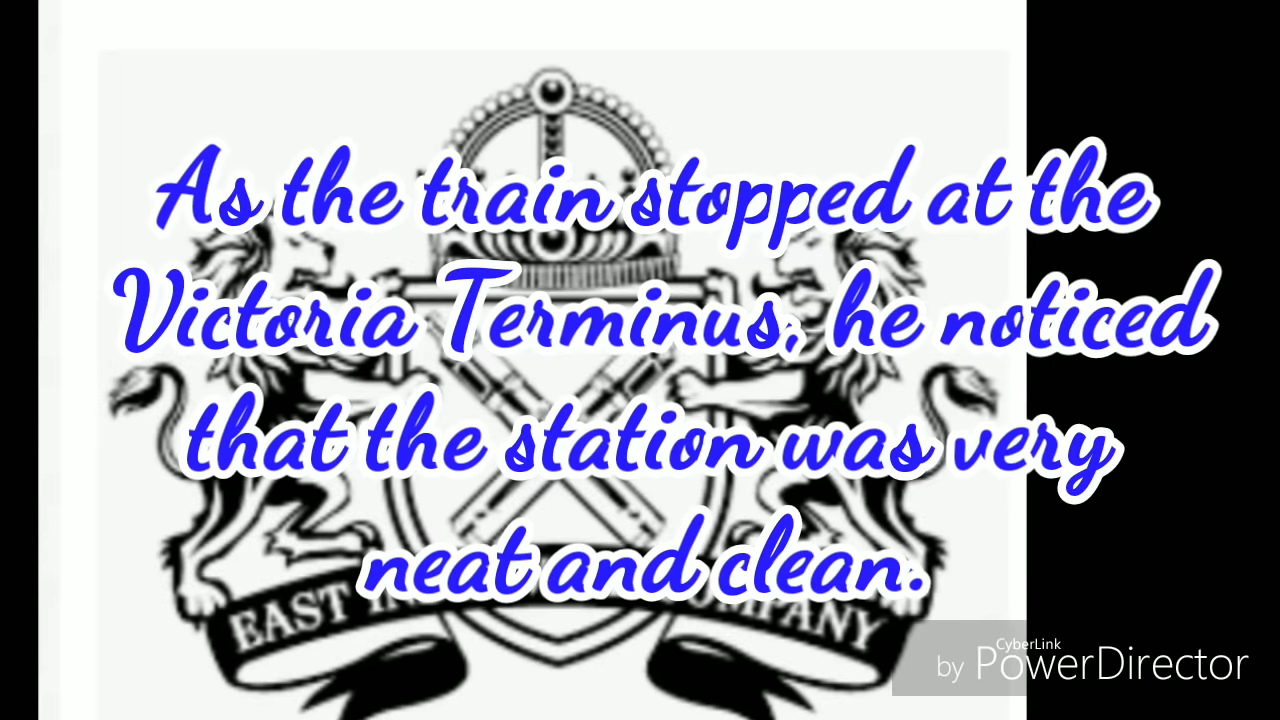 As the train stopped at the
Victoria Terminus, he noticed
that the station was very
neat and clean.
EAST COMPANY
CyberLink
by PowerDirector